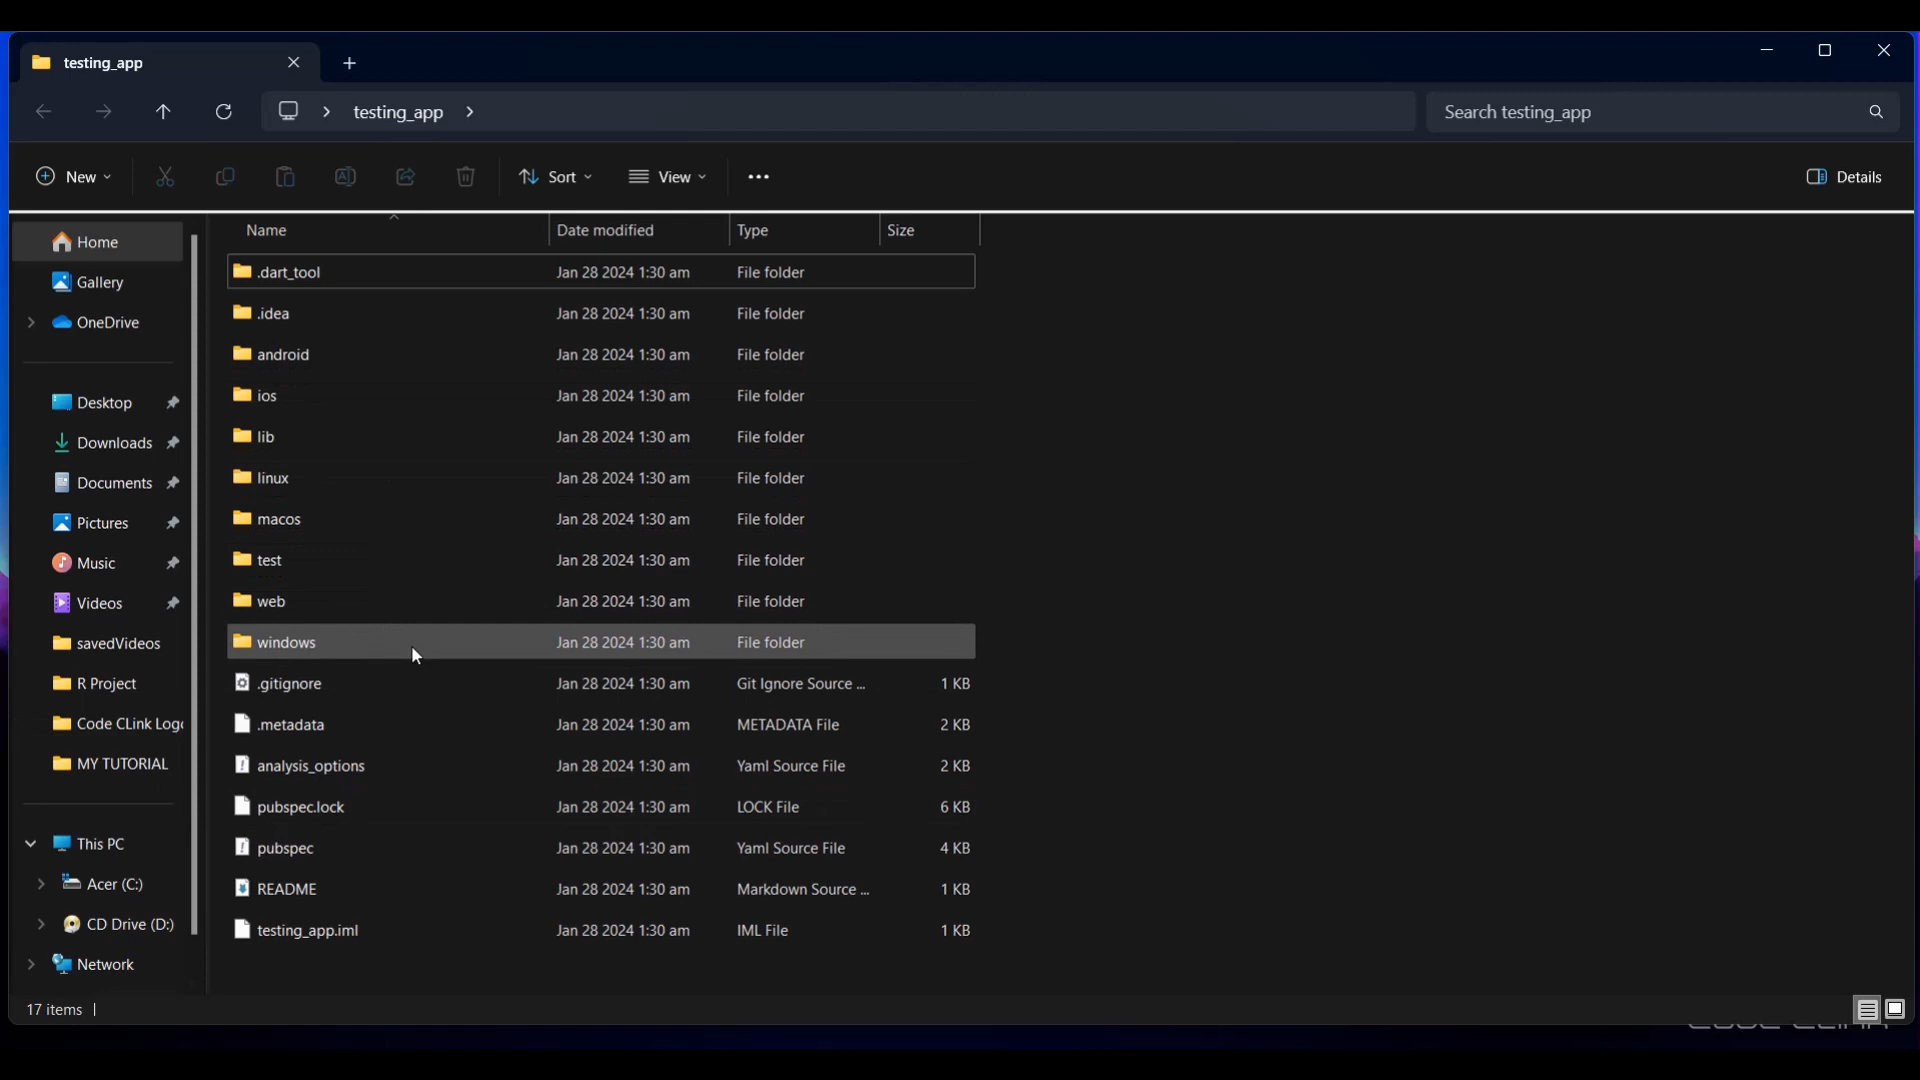 testing_app
testing_app
Search testing_app
New
Sort
View
Details
Home
Gallery
OneDrive
Desktop
Downloads
Documents
Pictures
Music
Videos
savedVideos
R Project
Code CLink Logo
MY TUTORIAL
This PC
Acer (C:)
CD Drive (D:)
Network
Name Date modified Type Size
.dart_tool Jan 28 2024 1:30 am File folder
.idea Jan 28 2024 1:30 am File folder
android Jan 28 2024 1:30 am File folder
ios Jan 28 2024 1:30 am File folder
lib Jan 28 2024 1:30 am File folder
linux Jan 28 2024 1:30 am File folder
macos Jan 28 2024 1:30 am File folder
test Jan 28 2024 1:30 am File folder
web Jan 28 2024 1:30 am File folder
windows Jan 28 2024 1:30 am File folder
.gitignore Jan 28 2024 1:30 am Git Ignore Source ... 1 KB
.metadata Jan 28 2024 1:30 am METADATA File 2 KB
analysis_options Jan 28 2024 1:30 am Yaml Source File 2 KB
pubspec.lock Jan 28 2024 1:30 am LOCK File 6 KB
pubspec Jan 28 2024 1:30 am Yaml Source File 4 KB
README Jan 28 2024 1:30 am Markdown Source ... 1 KB
testing_app.iml Jan 28 2024 1:30 am IML File 1 KB
17 items